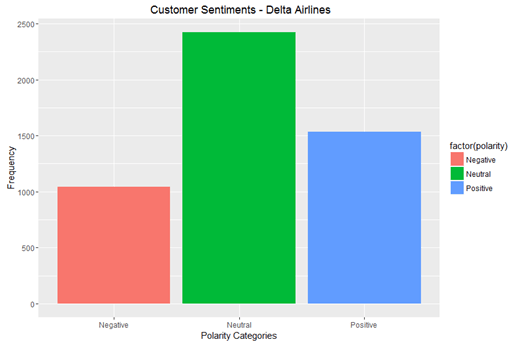 Customer Sentiments - Delta Airlines
2500
2000
1500
1000
500
0
Frequency
Negative
Neutral
Positive
Polarity Categories
factor(polarity)
Negative
Neutral
Positive